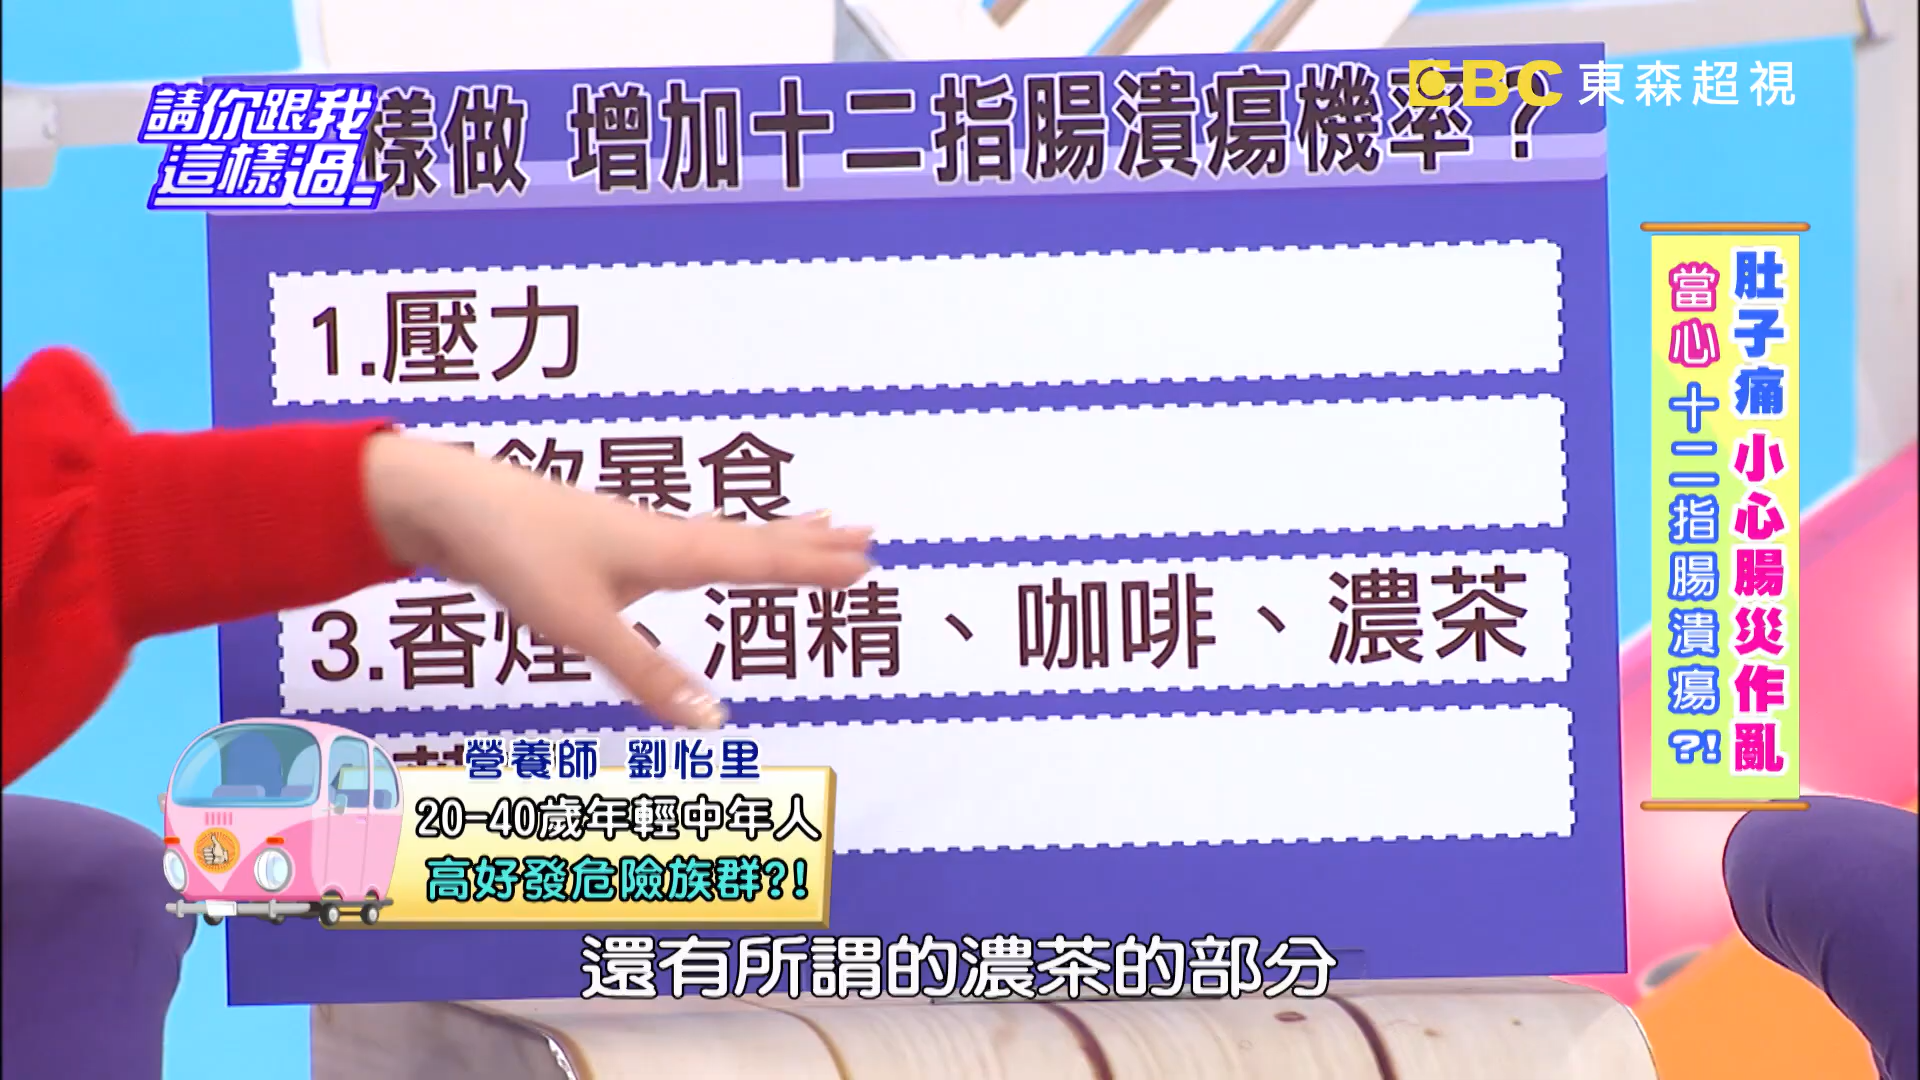 EBC 東森超視
請你跟我
這樣過
樣做 增加十二指腸潰瘍機率？
1.壓力
飲暴食
3.香煙、酒精、咖啡、濃茶
肚子痛 小心腸災作亂
當心 十二指腸潰瘍?!
營養師 劉怡里
20-40歲年輕中年人
高好發危險族群?!
還有所謂的濃茶的部分